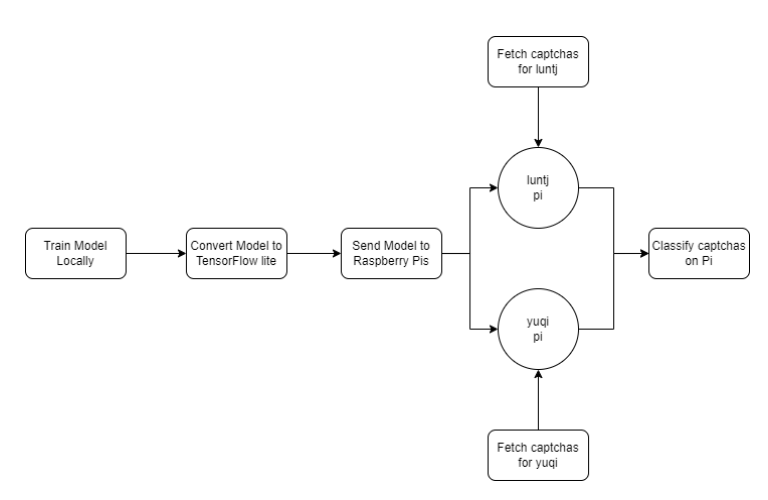 Fetch captchas
for luntj
luntj
pi
Train Model
Locally
Convert Model to
TensorFlow lite
Send Model to
Raspberry Pis
Classify captchas
on Pi
yuqi
pi
Fetch captchas
for yuqi